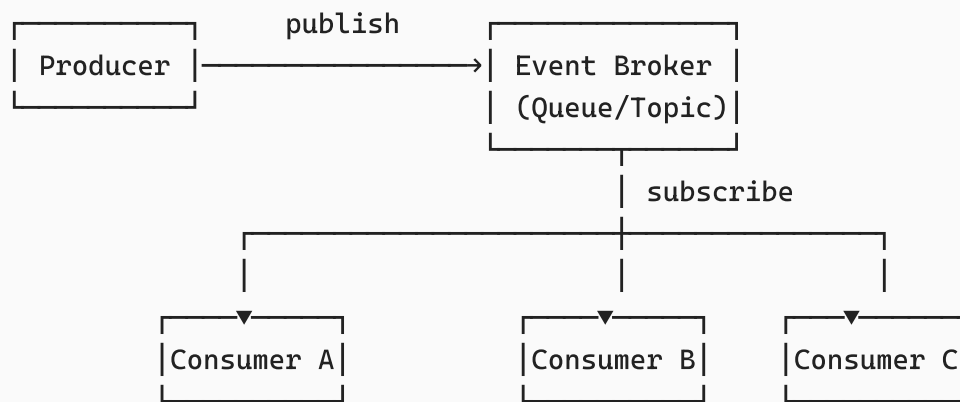 publish
Producer
Event Broker
(Queue/Topic)
subscribe
Consumer A
Consumer B
Consumer C